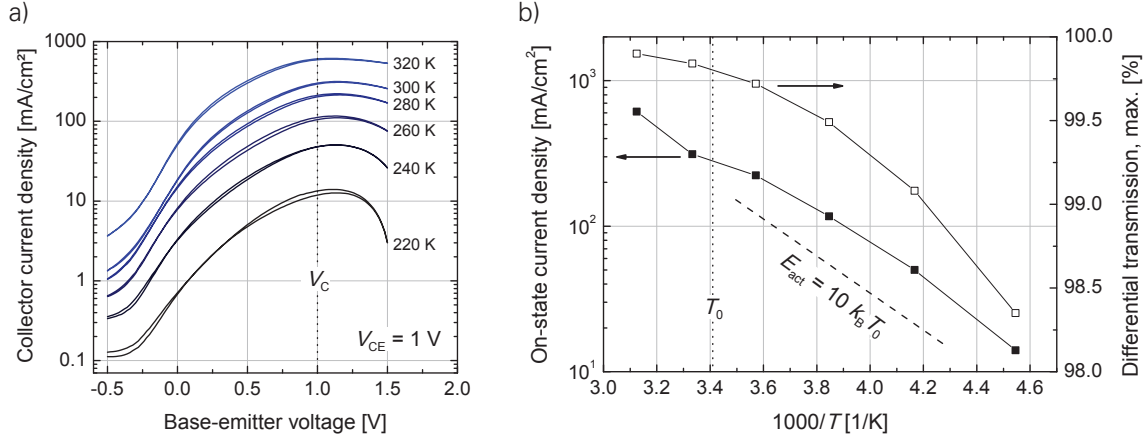 a)
Collector current density [mA/cm²]
1000
100
10
1
0.1
320 K
300 K
280 K
260 K
240 K
220 K
V_C
V_CE = 1 V
-0.5 0.0 0.5 1.0 1.5 2.0
Base-emitter voltage [V]
b)
On-state current density [mA/cm²]
10³
10²
10¹
T₀
E_act = 10 k_B T₀
100.0
99.5
99.0
98.5
98.0
Differential transmission, max. [%]
3.0 3.2 3.4 3.6 3.8 4.0 4.2 4.4 4.6
1000/T [1/K]